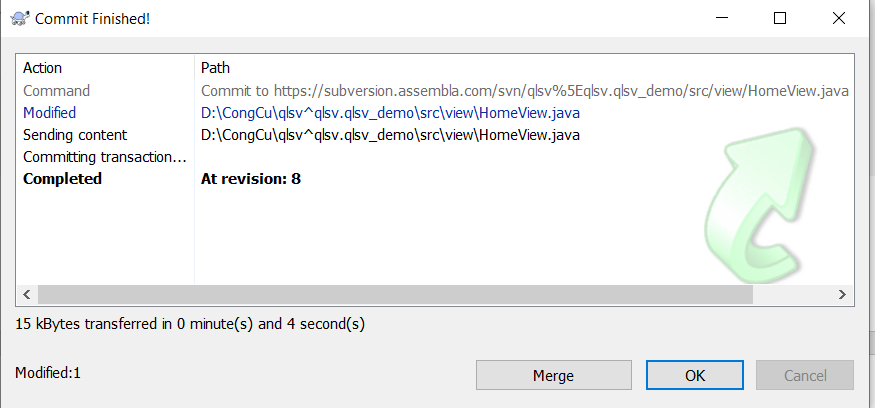 Commit Finished!
Action Path
Command Commit to https://subversion.assembla.com/svn/qlsv%5Eqlsv.qlsv_demo/src/view/HomeView.java
Modified D:\CongCu\qlsv^qlsv.qlsv_demo\src\view\HomeView.java
Sending content D:\CongCu\qlsv^qlsv.qlsv_demo\src\view\HomeView.java
Committing transaction...
Completed At revision: 8
15 kBytes transferred in 0 minute(s) and 4 second(s)
Modified:1
Merge OK Cancel